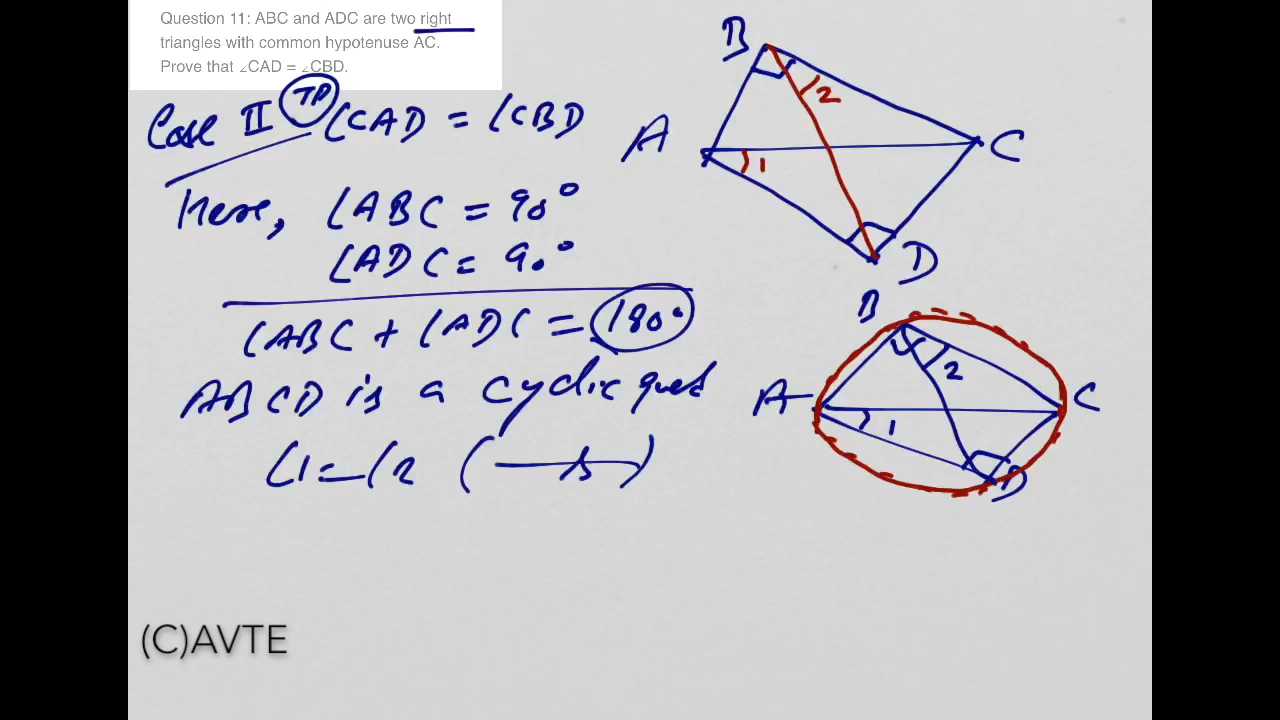 Question 11: ABC and ADC are two right
triangles with common hypotenuse AC.
Prove that ∠CAD = ∠CBD.
Case II TP ∠CAD = ∠CBD
Here, ∠ABC = 90°
∠ADC = 90°
∠ABC + ∠ADC = 180°
ABCD is a cyclic quad
∠1 = ∠2 ( s)
B
2
A
1
C
D
B
2
A
1
C
D
(C)AVTE